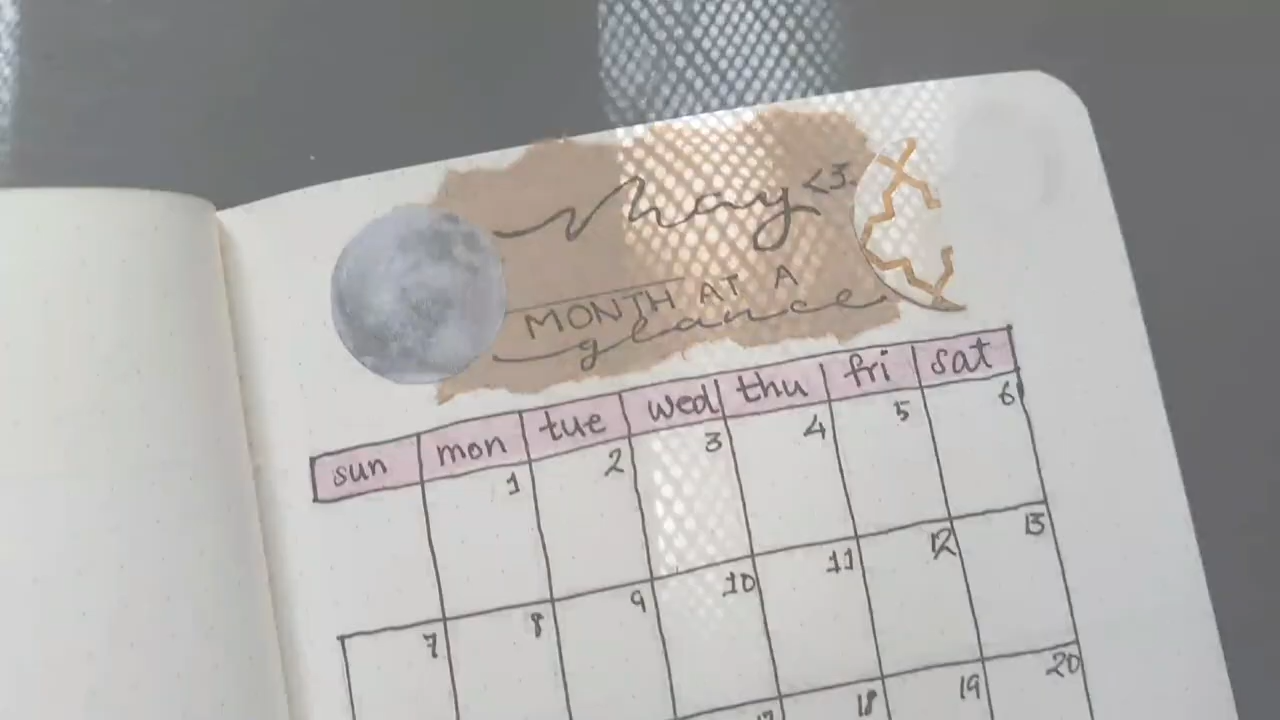 May <3
MONTH AT A
glance
sun mon tue wed thu fri sat
1 2 3 4 5 6
7 8 9 10 11 12 13
17 18 19 20